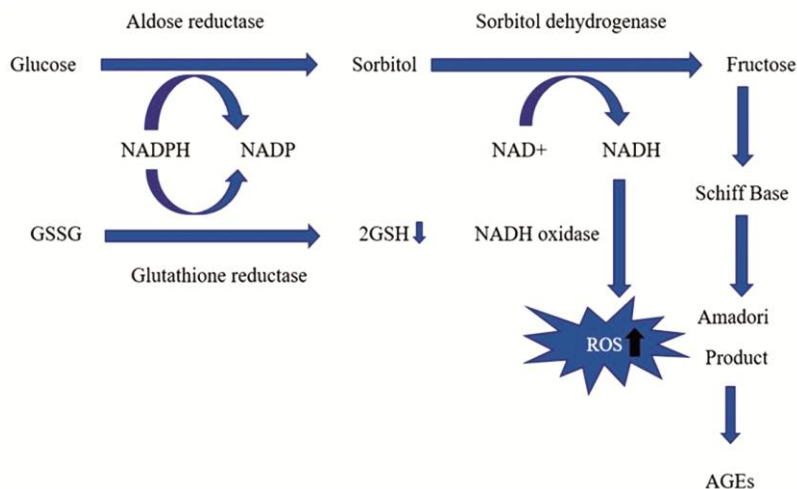 Aldose reductase
Sorbitol dehydrogenase
Glucose
Sorbitol
Fructose
NADPH
NADP
NAD+
NADH
Schiff Base
GSSG
2GSH
NADH oxidase
Glutathione reductase
ROS
Amadori
Product
AGEs